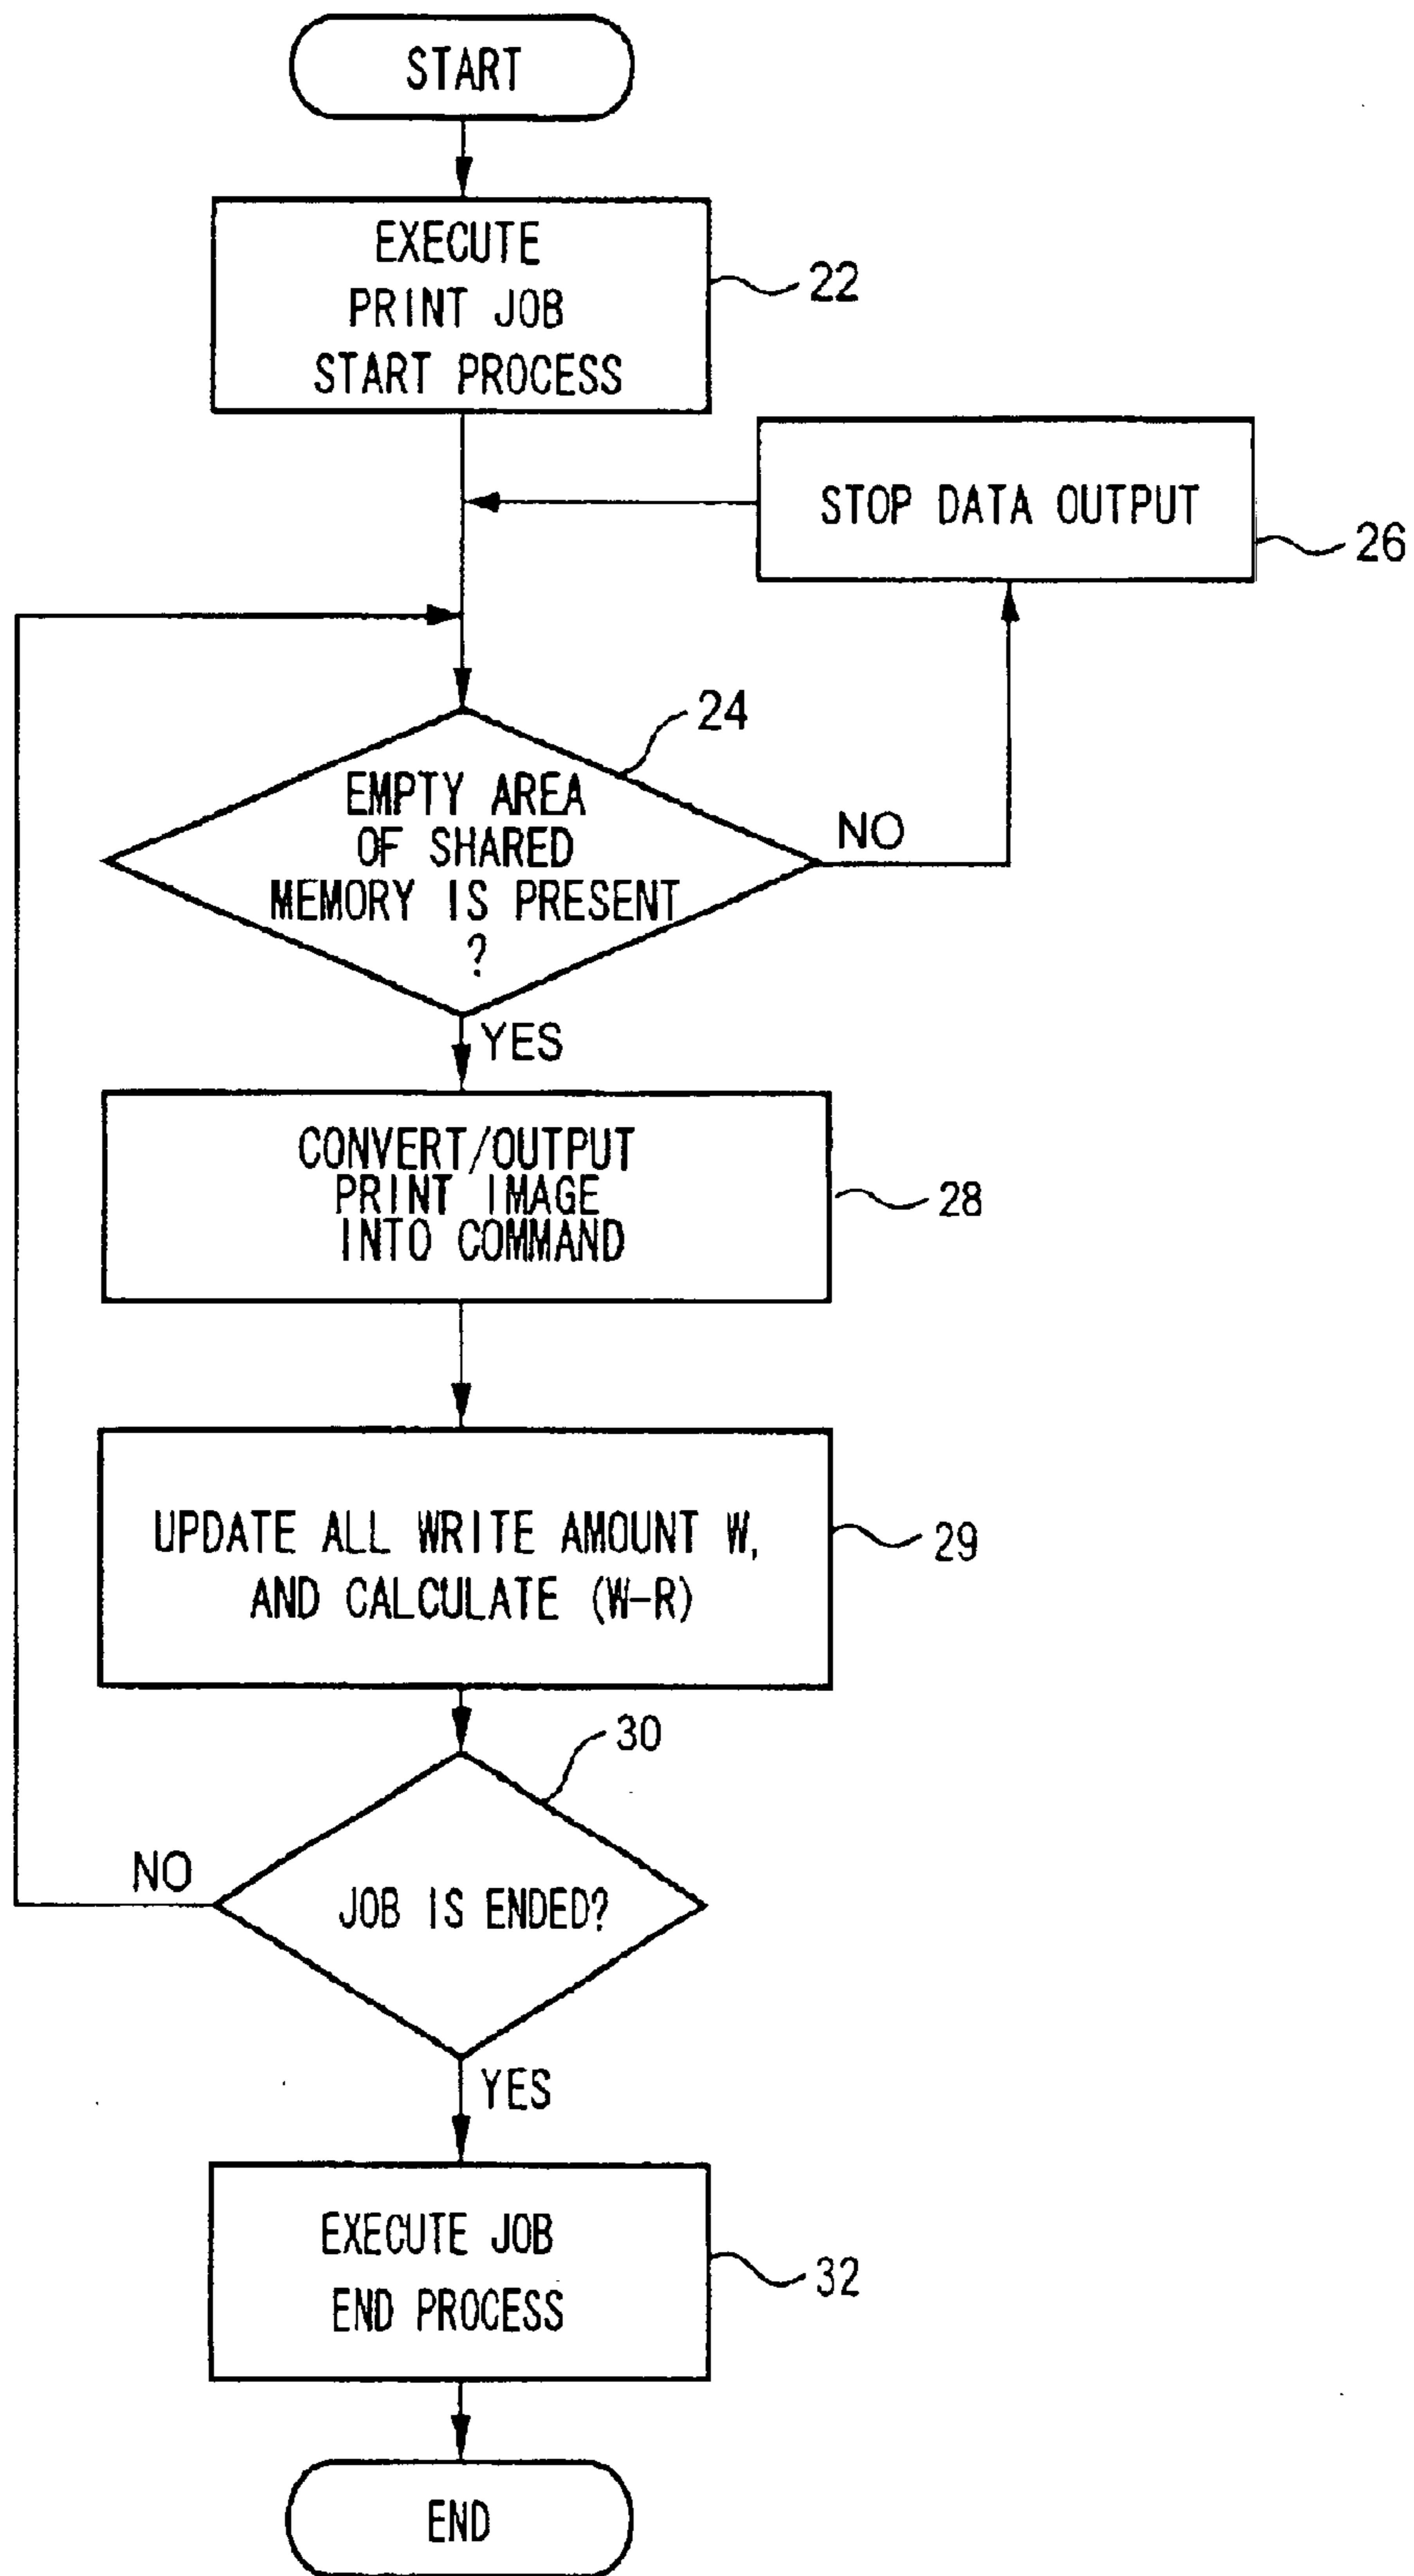 START
EXECUTE
PRINT JOB
START PROCESS
22
STOP DATA OUTPUT
26
24
EMPTY AREA
OF SHARED
MEMORY IS PRESENT
?
NO
YES
CONVERT/OUTPUT
PRINT IMAGE
INTO COMMAND
28
UPDATE ALL WRITE AMOUNT W,
AND CALCULATE (W-R)
29
30
JOB IS ENDED?
NO
YES
EXECUTE JOB
END PROCESS
32
END